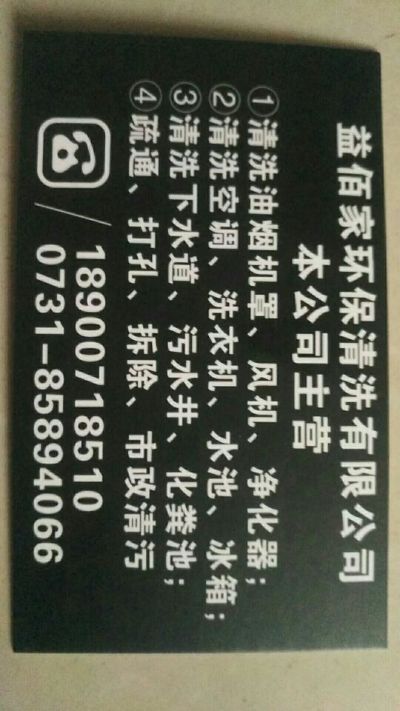 益佰家环保清洗有限公司
本公司主营
①清洗油烟机罩、风机、净化器;
②清洗空调、洗衣机、水池、冰箱;
③清洗下水道、污水井、化粪池;
④疏通、打孔、拆除、市政清污
18900718510
0731-85894066